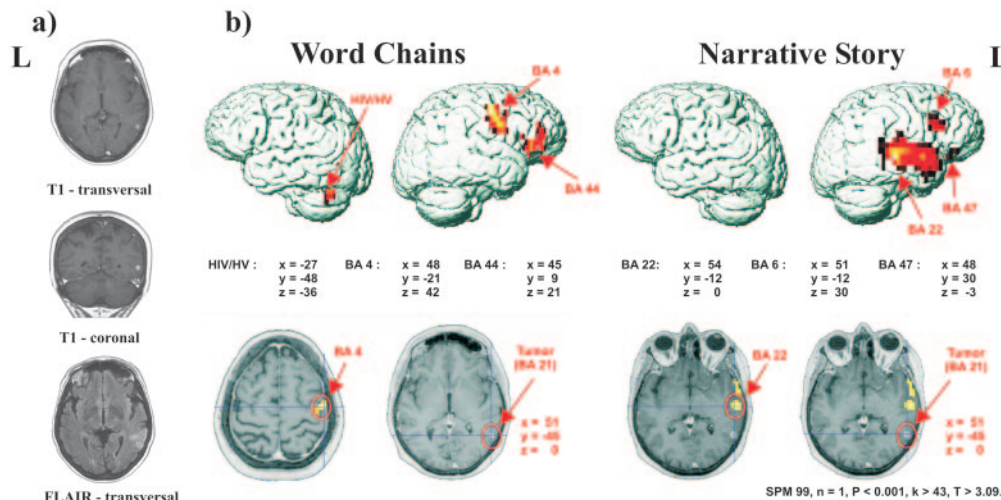 a)
b)
L
Word Chains
Narrative Story
L
BA 4
HIV/HV
BA 44
BA 6
BA 47
BA 22
T1 - transversal
HIV/HV : x = -27 BA 4 : x = 48 BA 44 : x = 45
y = -48 y = -21 y = 9
z = -36 z = 42 z = 21
BA 22: x = 54 BA 6 : x = 51 BA 47 : x = 48
y = -12 y = -12 y = 30
z = 0 z = 30 z = -3
T1 - coronal
BA 4
Tumor
(BA 21)
x = 51
y = -48
z = 0
BA 22
Tumor
(BA 21)
x = 51
y = -48
z = 0
FLAIR - transversal
SPM 99, n = 1, P < 0.001, k > 43, T > 3.09.